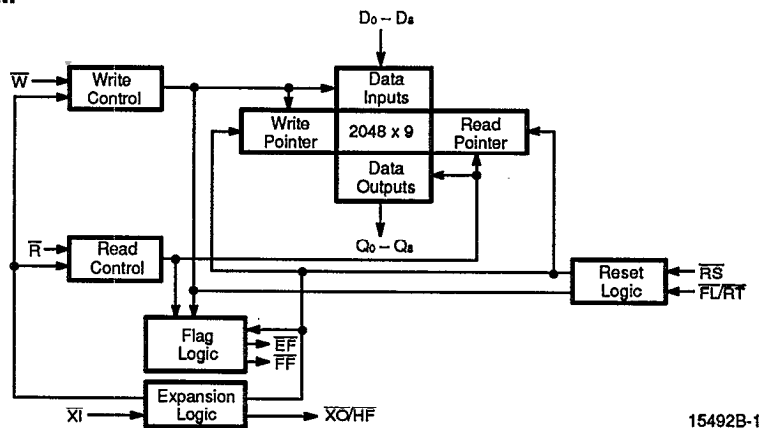 D0 – D8
W
Write
Control
Data
Inputs
Write
Pointer
2048 x 9
Read
Pointer
Data
Outputs
Q0 – Q8
R
Read
Control
Reset
Logic
RS
FL/RT
Flag
Logic
EF
FF
Expansion
Logic
XI
XO/HF
15492B-1